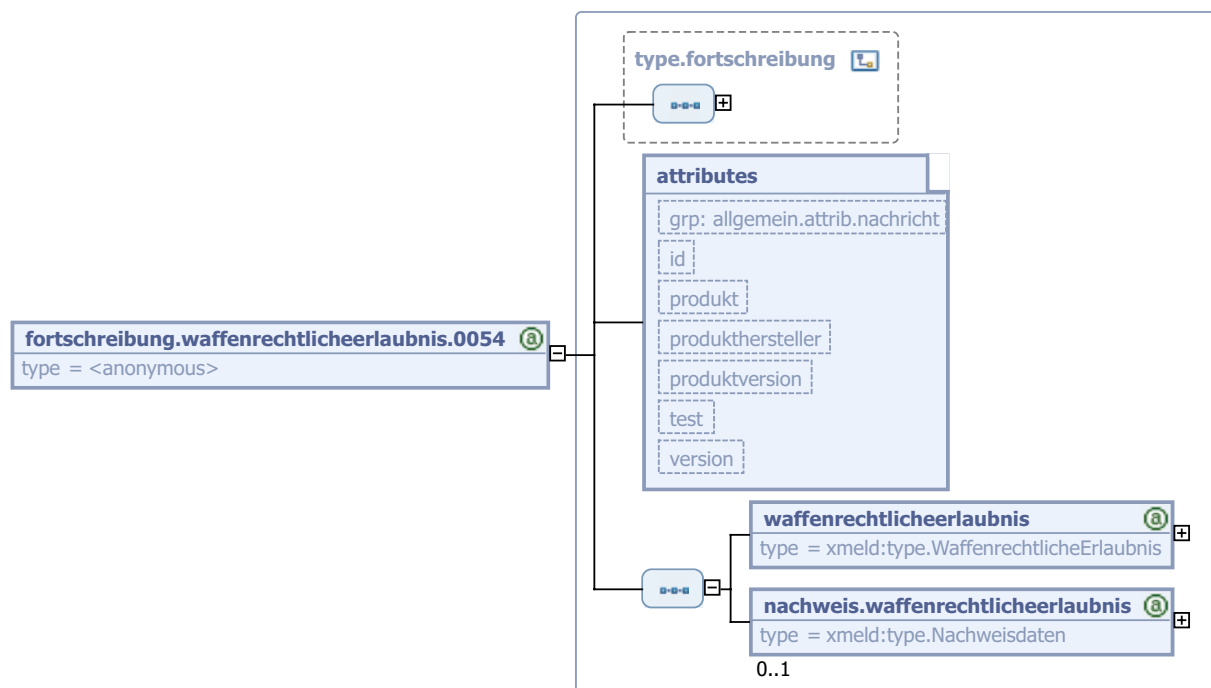 type.fortschreibung
attributes
grp: allgemein.attrib.nachricht
id
produkt
produkthersteller
produktversion
test
version
fortschreibung.waffenrechtlicheerlaubnis.0054 @
type = <anonymous>
waffenrechtlicheerlaubnis @
type = xmeld:type.WaffenrechtlicheErlaubnis
nachweis.waffenrechtlicheerlaubnis @
type = xmeld:type.Nachweisdaten
0..1